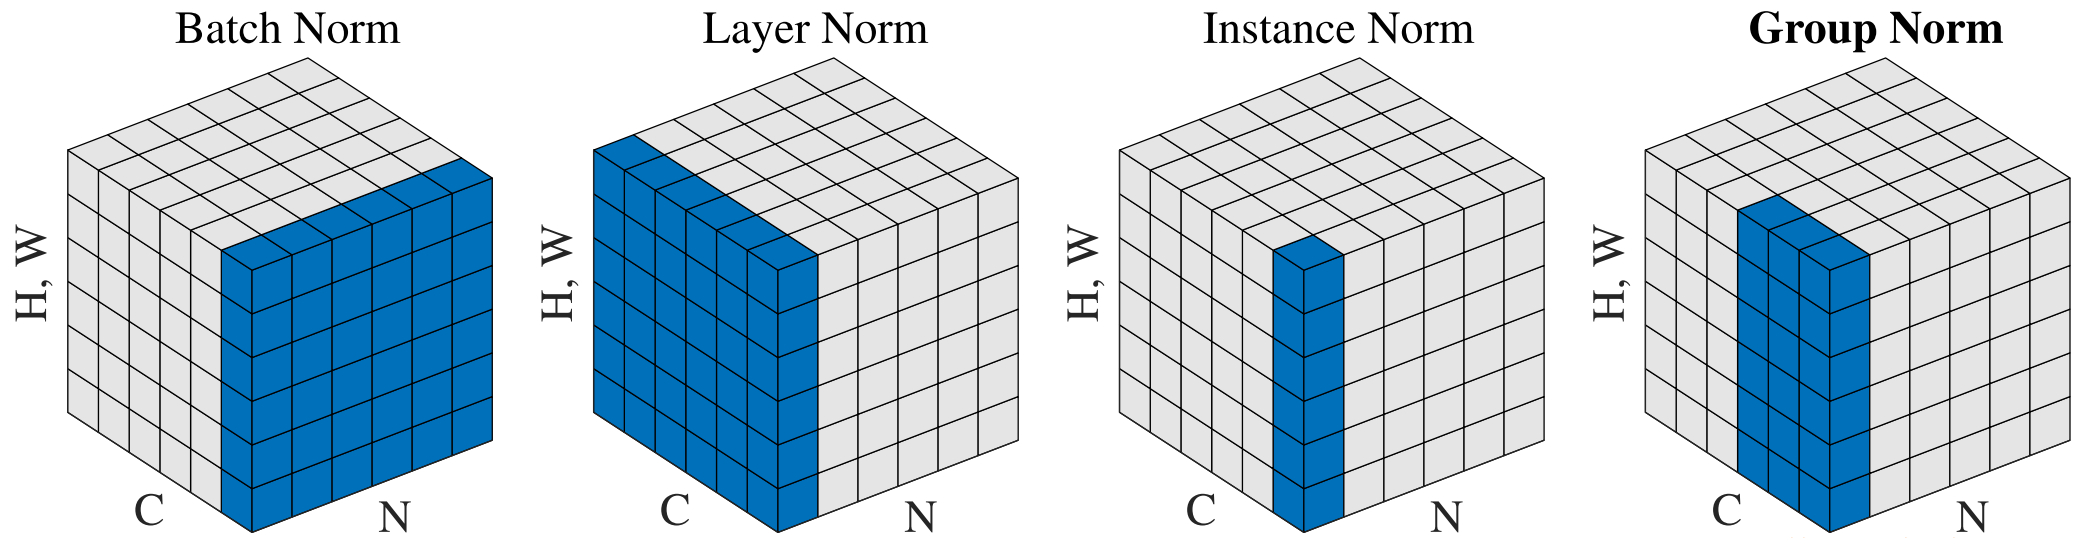 Batch Norm
H, W
C
N
Layer Norm
H, W
C
N
Instance Norm
H, W
C
N
Group Norm
H, W
C
N